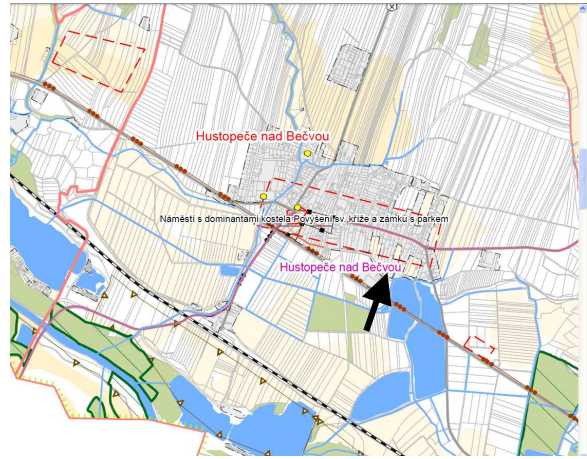 Hustopeče nad Bečvou
Náměstí s dominantami kostela Povýšení sv. kříže a zámku s parkem
Hustopeče nad Bečvou